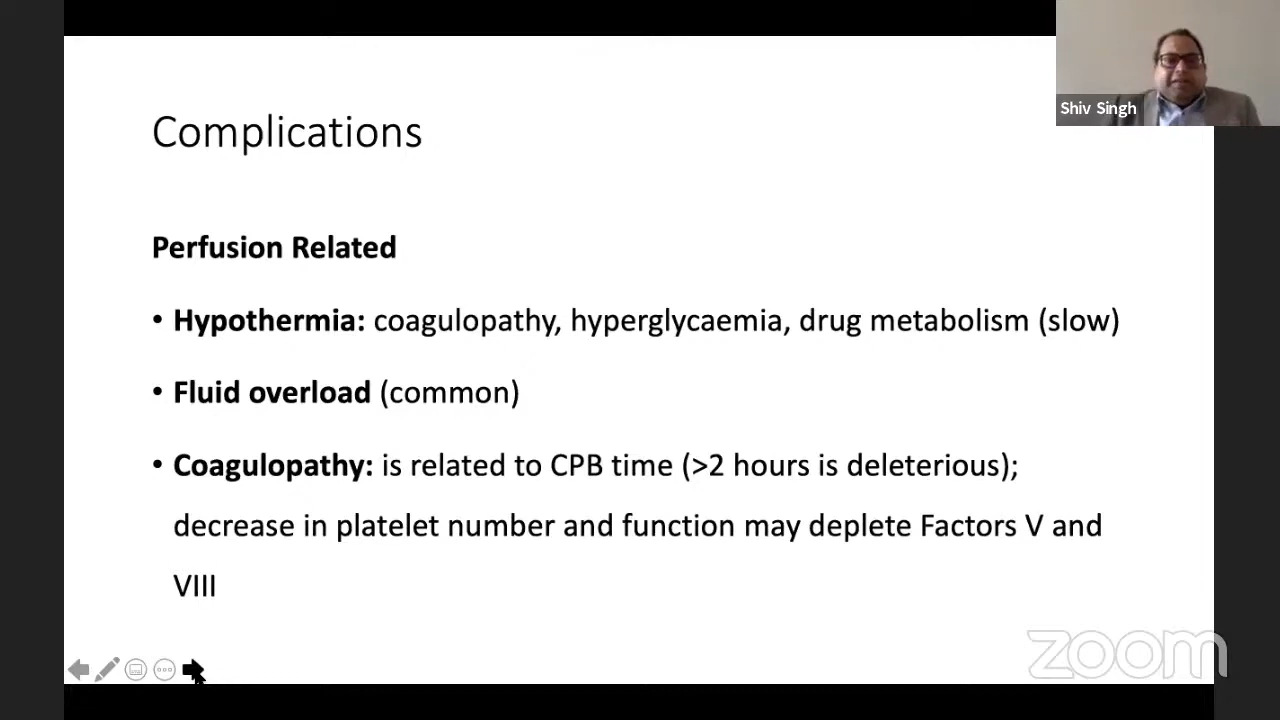 Shiv Singh
Complications
Perfusion Related
• Hypothermia: coagulopathy, hyperglycaemia, drug metabolism (slow)
• Fluid overload (common)
• Coagulopathy: is related to CPB time (>2 hours is deleterious);
decrease in platelet number and function may deplete Factors V and
VIII
zoom